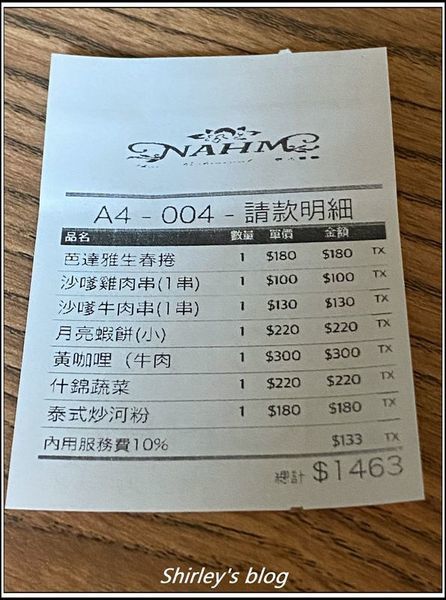 NAHM
A4 - 004 - 請款明細
品名 數量 單價 金額
芭達雅生春捲 1 $180 $180 TX
沙嗲雞肉串(1串) 1 $100 $100 TX
沙嗲牛肉串(1串) 1 $130 $130 TX
月亮蝦餅(小) 1 $220 $220 TX
黃咖哩（牛肉 1 $300 $300 TX
什錦蔬菜 1 $220 $220 TX
泰式炒河粉 1 $180 $180 TX
內用服務費10% $133 TX
總計 $1463
Shirley's blog